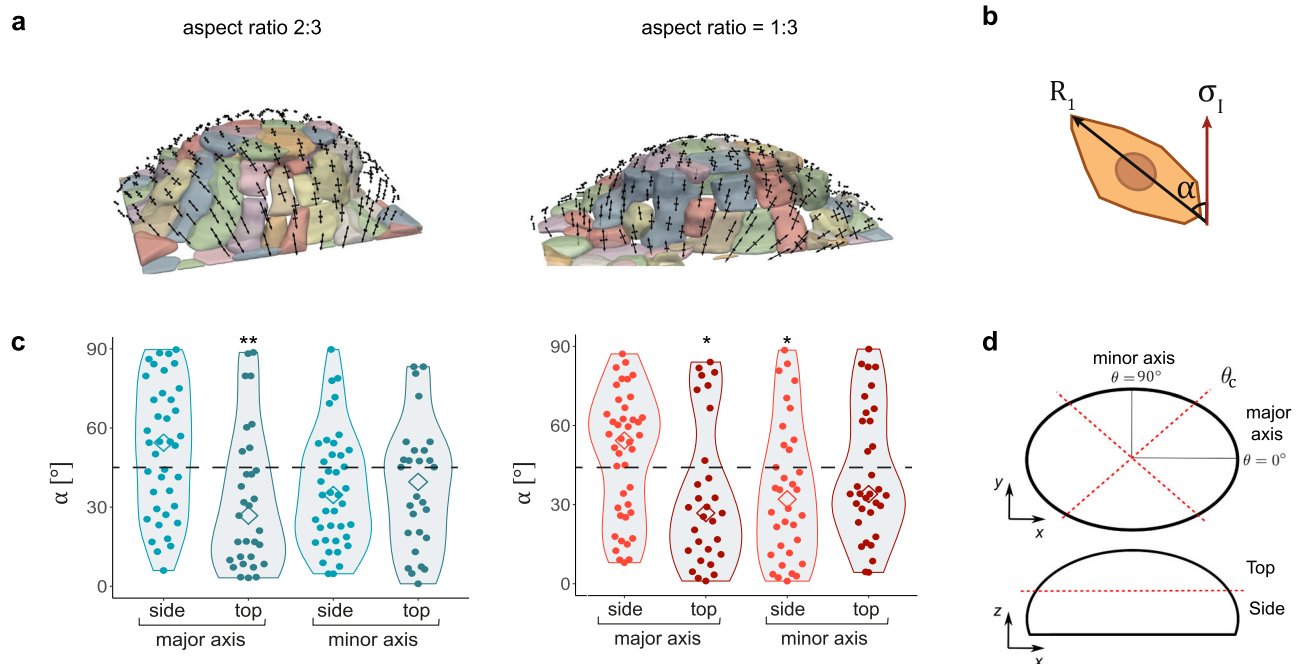 a
aspect ratio 2:3
aspect ratio = 1:3
b
R1
σI
α
c
α [°]
90
60
30
0
**
side
top
side
top
major axis
minor axis
α [°]
90
60
30
0
*
*
side
top
side
top
major axis
minor axis
d
minor axis
θ = 90°
θc
major
axis
θ = 0°
y
x
Top
Side
z
x